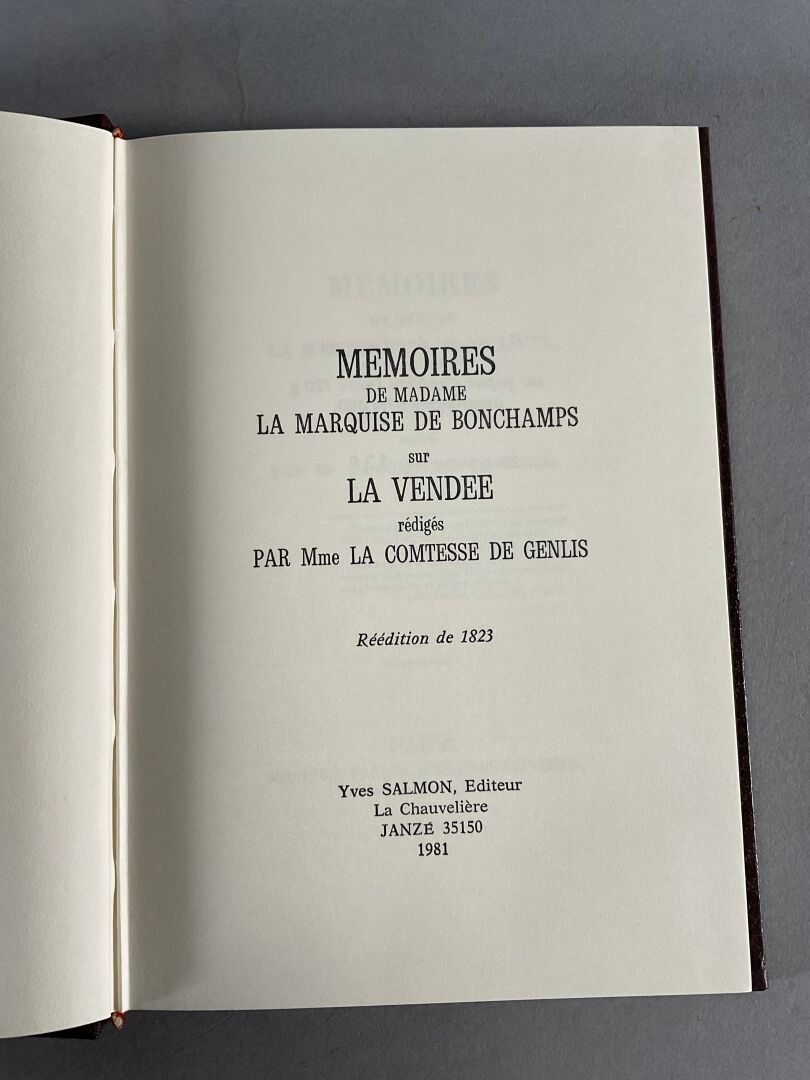 MEMOIRES
DE MADAME
LA MARQUISE DE BONCHAMPS
sur
LA VENDEE
rédigés
PAR Mme LA COMTESSE DE GENLIS
Réédition de 1823
Yves SALMON, Editeur
La Chauvelière
JANZÉ 35150
1981